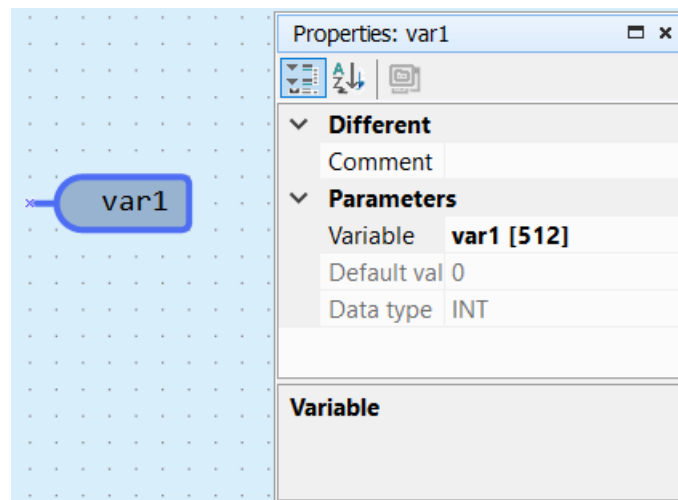 Properties: var1
Different
Comment
Parameters
Variable var1 [512]
Default val 0
Data type INT
Variable
var1